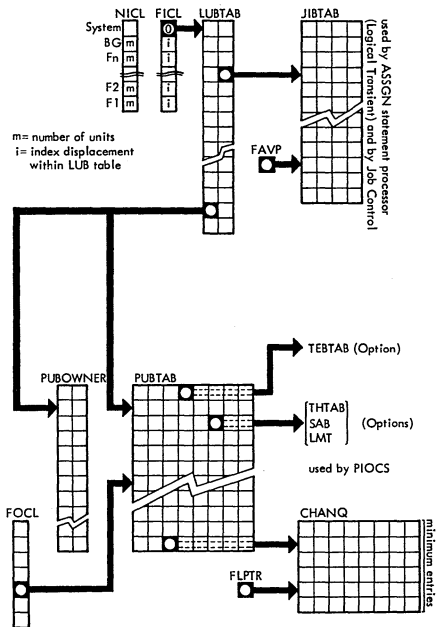 NICL FICL LUBTAB JIBTAB
System 0
BG m i
Fn m i
F2 m i
F1 m i
m= number of units
i= index displacement
within LUB table
FAVP
used by ASSGN statement processor
(Logical Transient) and by Job Control
TEBTAB (Option)
PUBOWNER PUBTAB
THTAB
SAB (Options)
LMT
used by PIOCS
FOCL
CHANQ
FLPTR
minimum entries